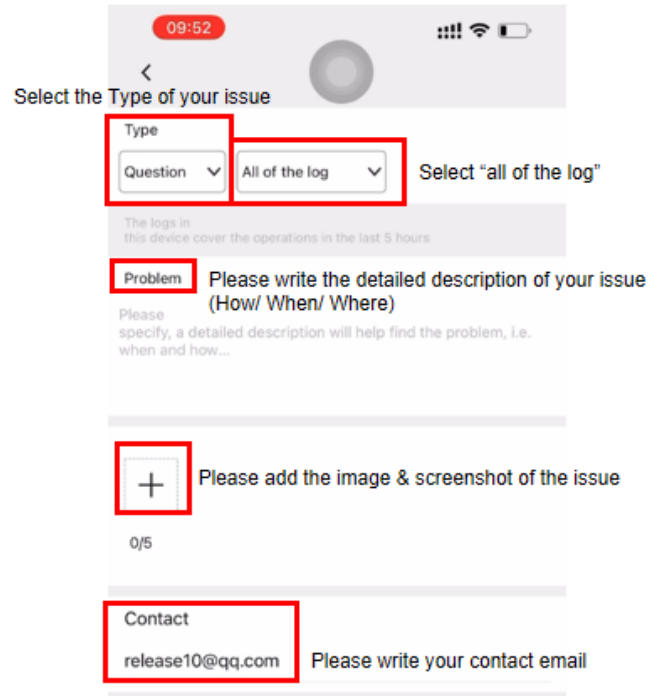 09:52
Select the Type of your issue
Type
Question
All of the log
Select “all of the log”
The logs in
this device cover the operations in the last 5 hours
Problem
Please write the detailed description of your issue
(How/ When/ Where)
Please
specify, a detailed description will help find the problem, i.e.
when and how...
Please add the image & screenshot of the issue
0/5
Contact
release10@qq.com
Please write your contact email